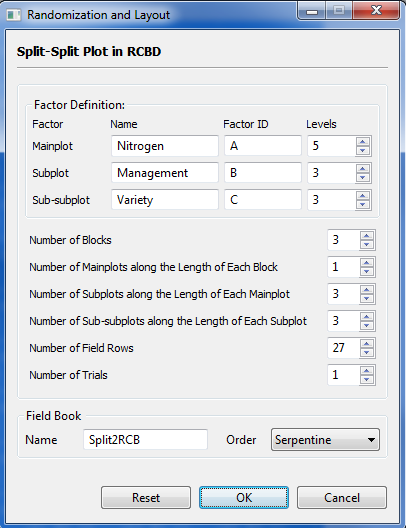 Randomization and Layout
Split-Split Plot in RCBD
Factor Definition:
Factor Name Factor ID Levels
Mainplot Nitrogen A 5
Subplot Management B 3
Sub-subplot Variety C 3
Number of Blocks 3
Number of Mainplots along the Length of Each Block 1
Number of Subplots along the Length of Each Mainplot 3
Number of Sub-subplots along the Length of Each Subplot 3
Number of Field Rows 27
Number of Trials 1
Field Book
Name Split2RCB Order Serpentine
Reset OK Cancel